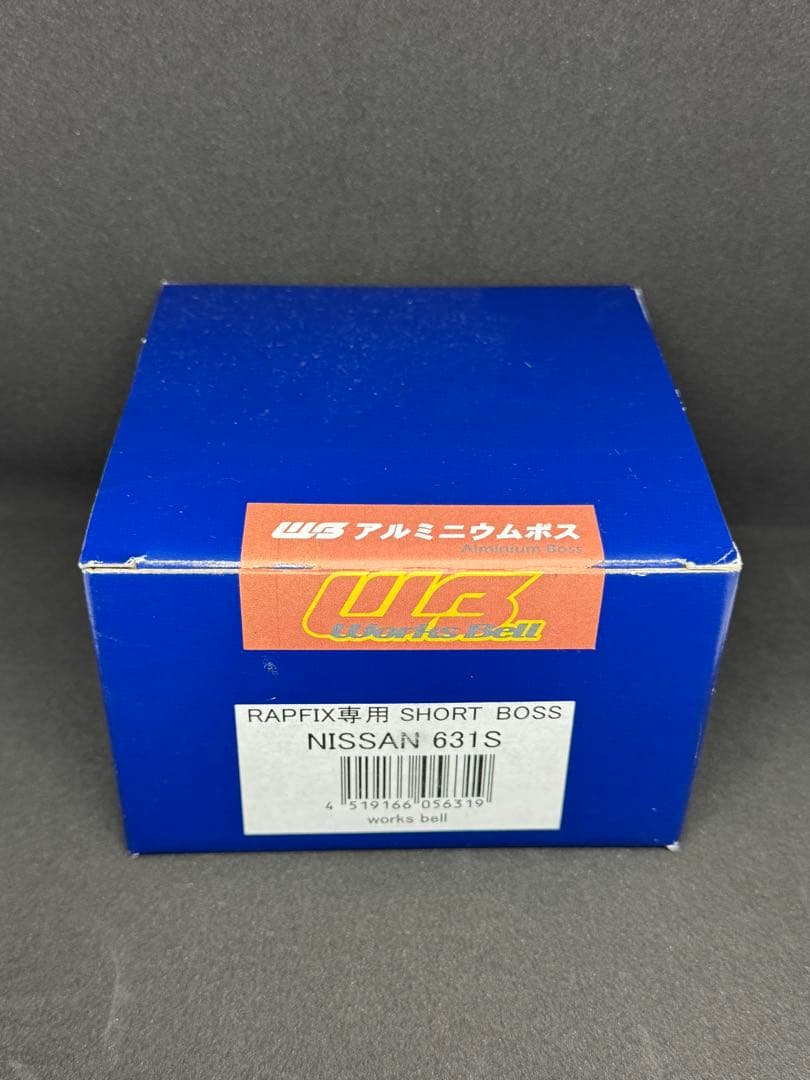 WB アルミニウムボス
Alminium Boss
WB
Works Bell
RAPFIX専用 SHORT BOSS
NISSAN 631S
4 519166 056319
works bell